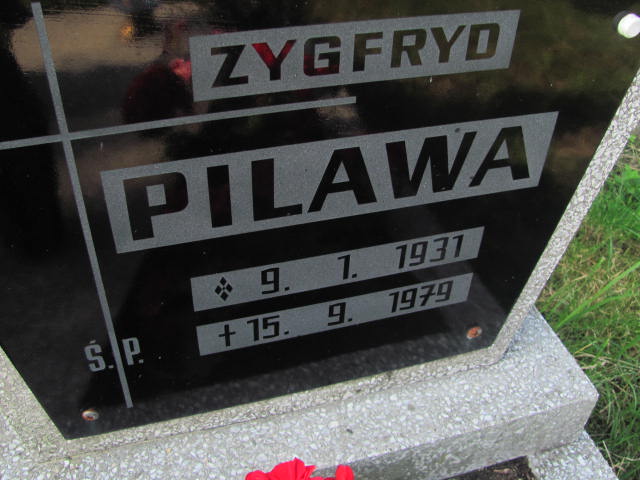 ZYGFRYD
PILAWA
9. 1. 1931
Ś.P. +15. 9. 1979